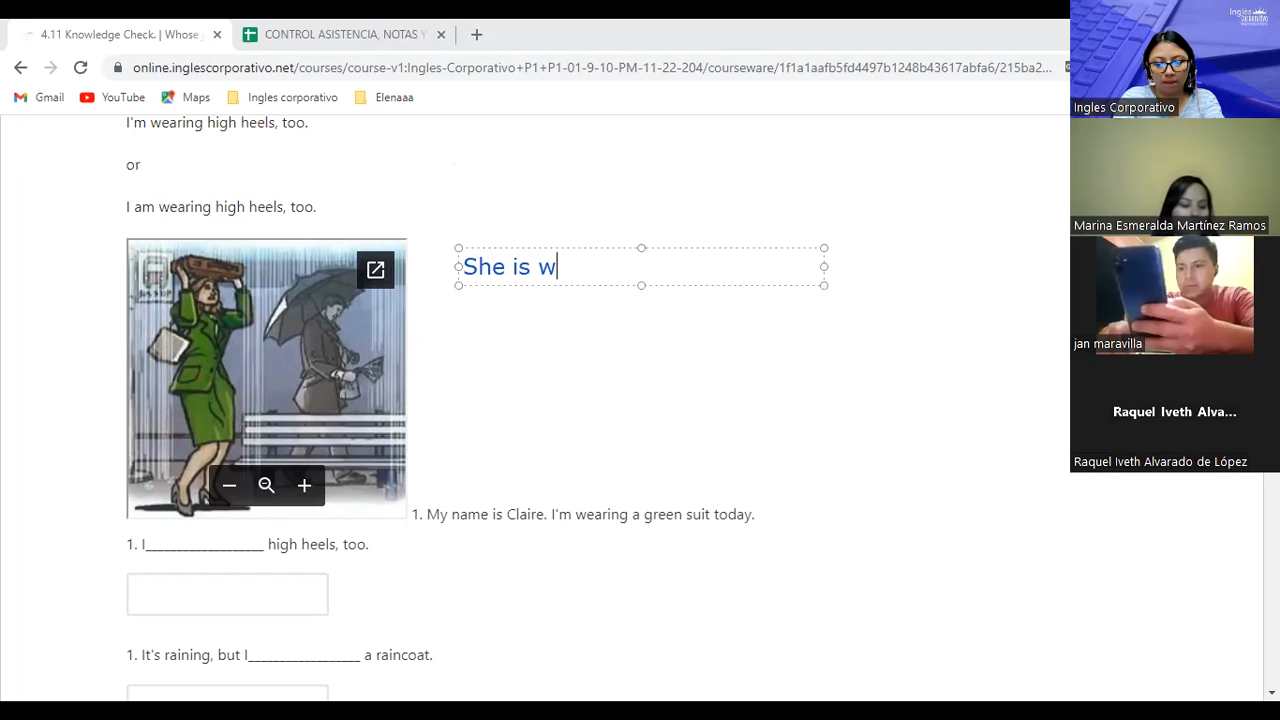 4.11 Knowledge Check. | Whose
CONTROL ASISTENCIA, NOTAS Y
online.inglescorporativo.net/courses/course-v1:Ingles-Corporativo+P1+P1-01-9-10-PM-11-22-204/courseware/1f1a1aafb5fd4497b1248b43617abfa6/215ba2...
Gmail YouTube Maps Ingles corporativo Elenaaa
I'm wearing high heels, too.
or
I am wearing high heels, too.
She is w
1. My name is Claire. I'm wearing a green suit today.
1. I___________________ high heels, too.
1. It's raining, but I__________________ a raincoat.
Ingles Corporativo
Ingles Corporativo
Marina Esmeralda Martínez Ramos
jan maravilla
Raquel Iveth Alva...
Raquel Iveth Alvarado de López